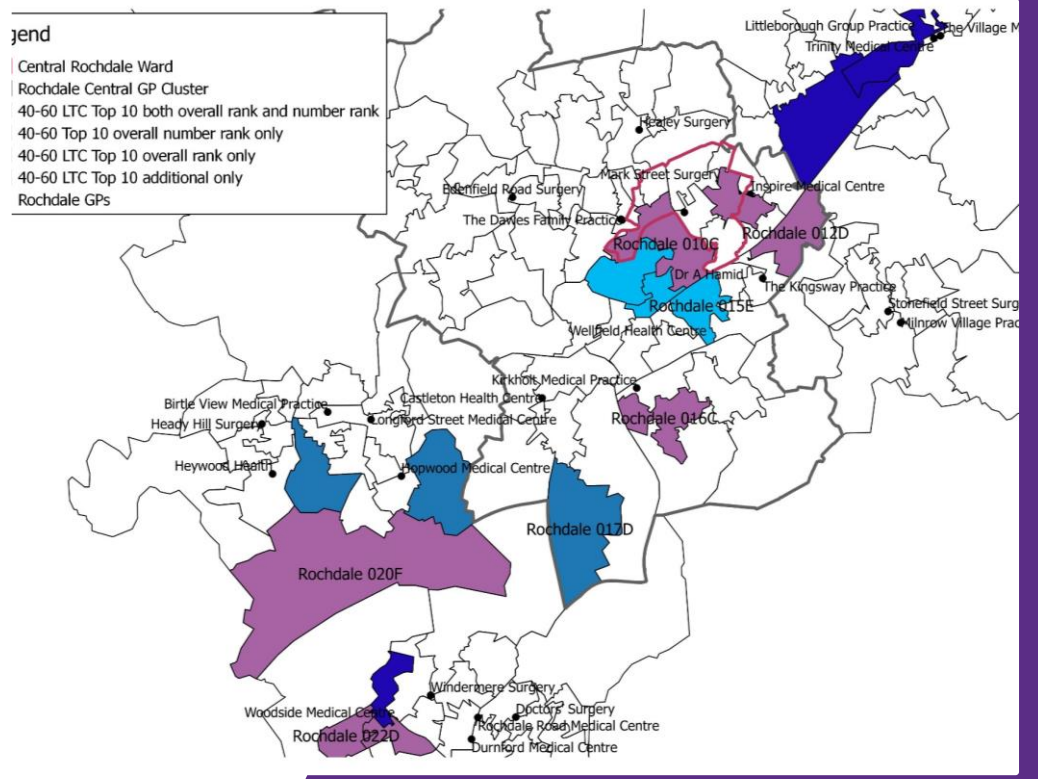 gend
Central Rochdale Ward
Rochdale Central GP Cluster
40-60 LTC Top 10 both overall rank and number rank
40-60 Top 10 overall number rank only
40-60 LTC Top 10 overall rank only
40-60 LTC Top 10 additional only
Rochdale GPs
Littleborough Group Practice
The Village M
Trinity Medical Centre
Healey Surgery
Mark Street Surgery
Edenfield Road Surgery
Inspire Medical Centre
The Dawes Family Practice
Rochdale 012D
Rochdale 010C
Dr A Hamid
The Kingsway Practice
Rochdale 015E
Stonefield Street Surg
Milnrow Village Prac
Wellfield Health Centre
Kirkholt Medical Practice
Castleton Health Centre
Birtle View Medical Practice
Longford Street Medical Centre
Heady Hill Surgery
Rochdale 016C
Heywood Health
Hopwood Medical Centre
Rochdale 017D
Rochdale 020F
Windermere Surgery
Woodside Medical Centre
Doctors' Surgery
Rochdale Road Medical Centre
Rochdale 022D
Durnford Medical Centre